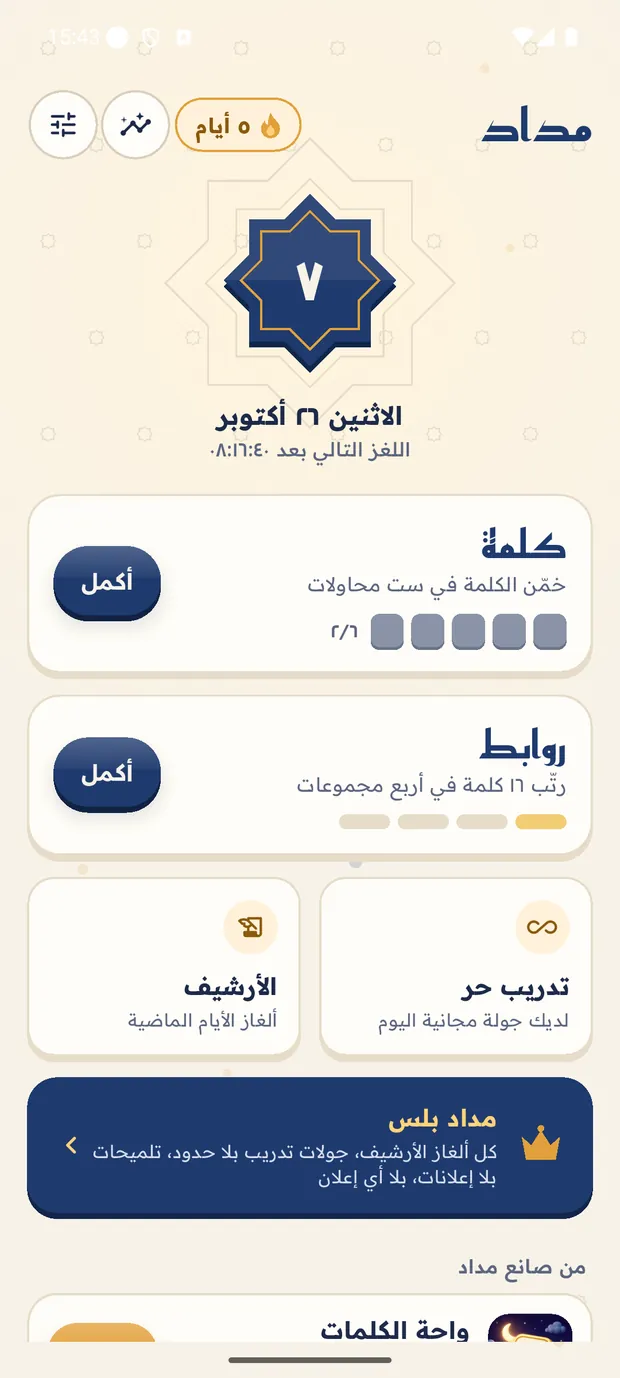 15:43
مداد
٥ أيام
٧
الاثنين ٢٦ أكتوبر
اللغز التالي بعد ٠٨:١٦:٤٠
كلمة
خمّن الكلمة في ست محاولات
أكمل
٢/٦
روابط
رتّب ١٦ كلمة في أربع مجموعات
أكمل
تدريب حر
لديك جولة مجانية اليوم
الأرشيف
ألغاز الأيام الماضية
مداد بلس
كل ألغاز الأرشيف، جولات تدريب بلا حدود، تلميحات
بلا إعلانات، بلا أي إعلان
من صانع مداد
واحة الكلمات